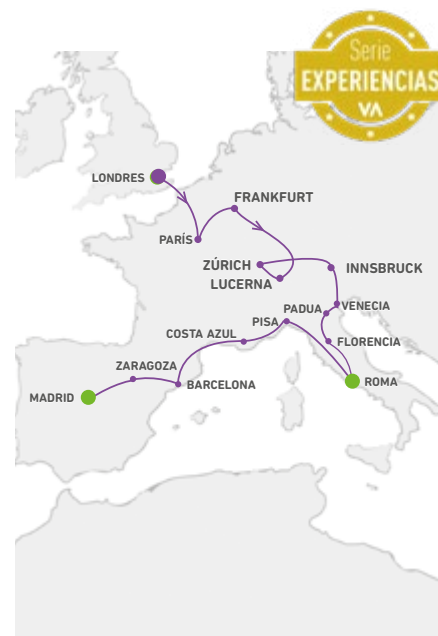 Serie
EXPERIENCIAS
VA
LONDRES
FRANKFURT
PARÍS
ZÚRICH
INNSBRUCK
LUCERNA
PADUA
VENECIA
PISA
COSTA AZUL
FLORENCIA
ZARAGOZA
ROMA
BARCELONA
MADRID